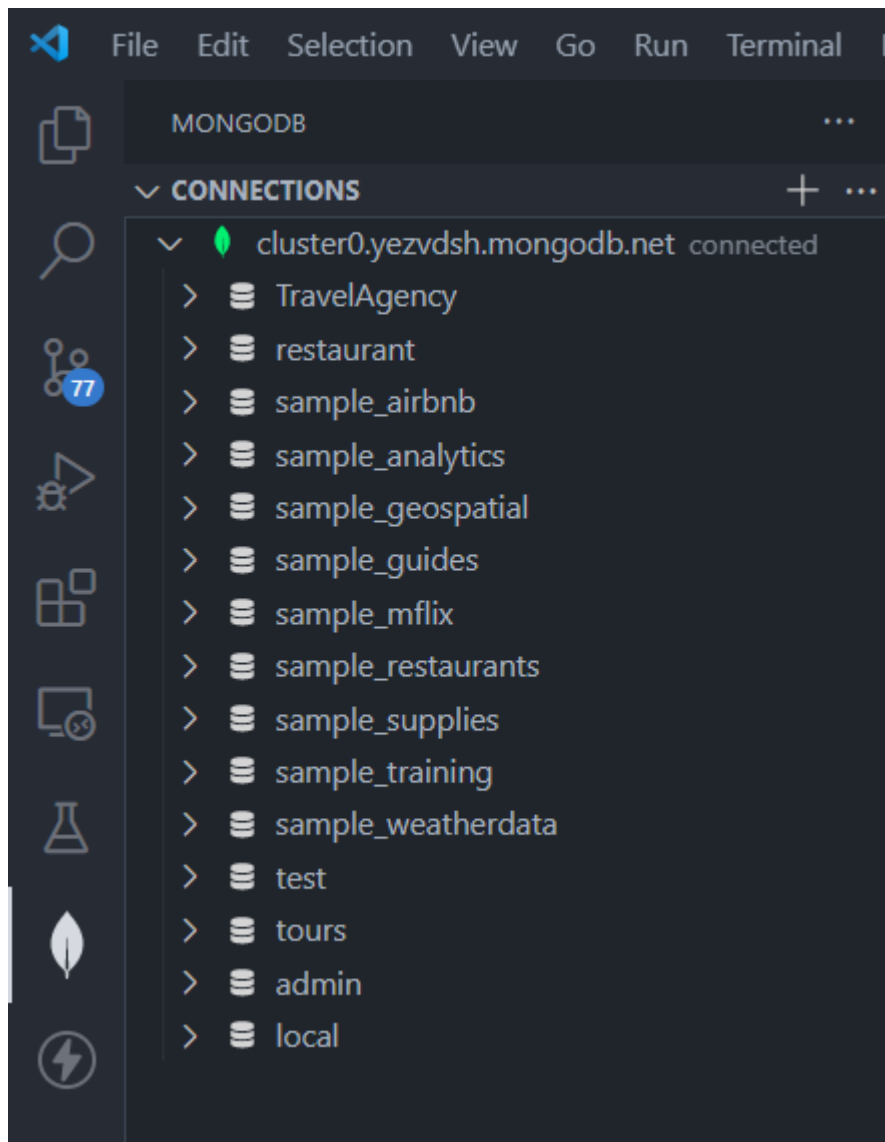 File Edit Selection View Go Run Terminal
MONGODB
CONNECTIONS
cluster0.yezvdsh.mongodb.net connected
TravelAgency
restaurant
77
sample_airbnb
sample_analytics
sample_geospatial
sample_guides
sample_mflix
sample_restaurants
sample_supplies
sample_training
sample_weatherdata
test
tours
admin
local